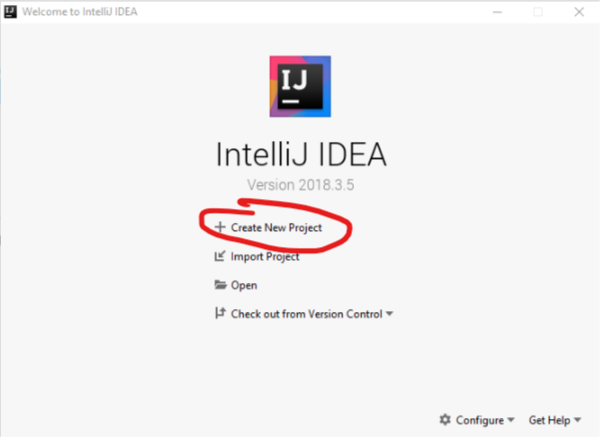 IJ Welcome to IntelliJ IDEA
IJ
IntelliJ IDEA
Version 2018.3.5
Create New Project
Import Project
Open
Check out from Version Control
Configure Get Help